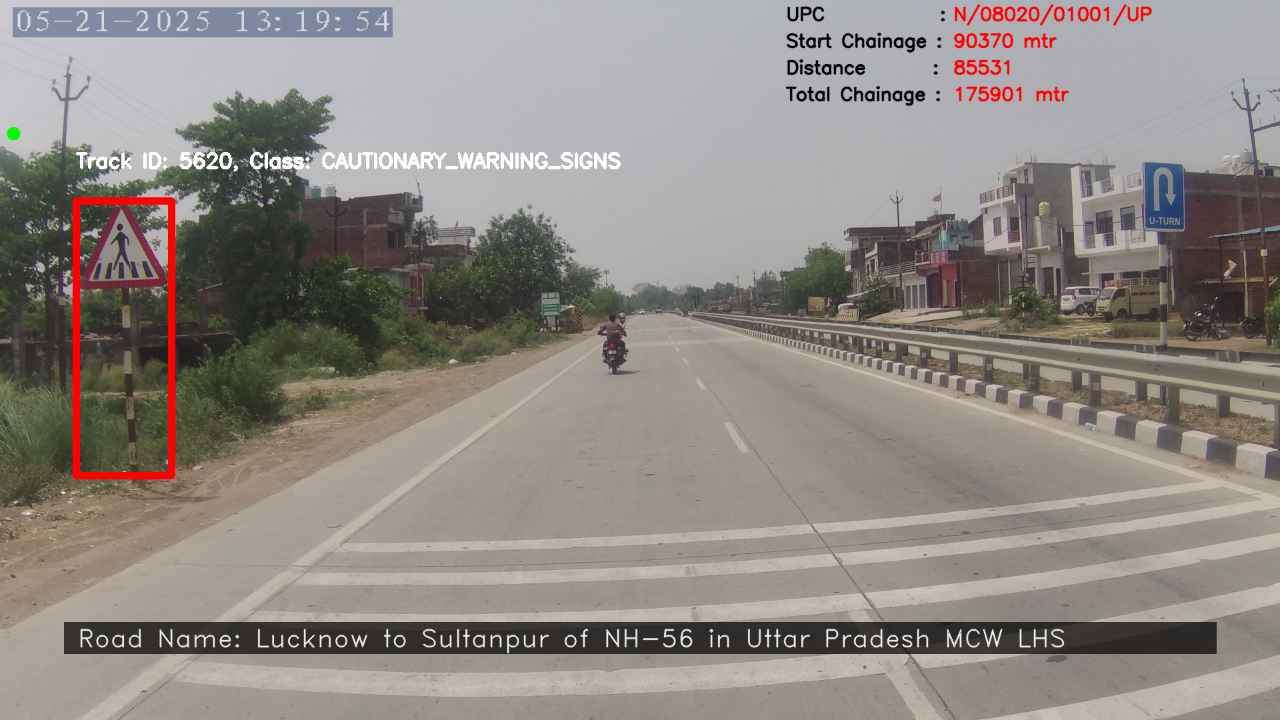 05-21-2025 13:19:54
UPC : N/08020/01001/UP
Start Chainage : 90370 mtr
Distance : 85531
Total Chainage : 175901 mtr
Track ID: 5620, Class: CAUTIONARY_WARNING_SIGNS
U-TURN
Road Name: Lucknow to Sultanpur of NH-56 in Uttar Pradesh MCW LHS